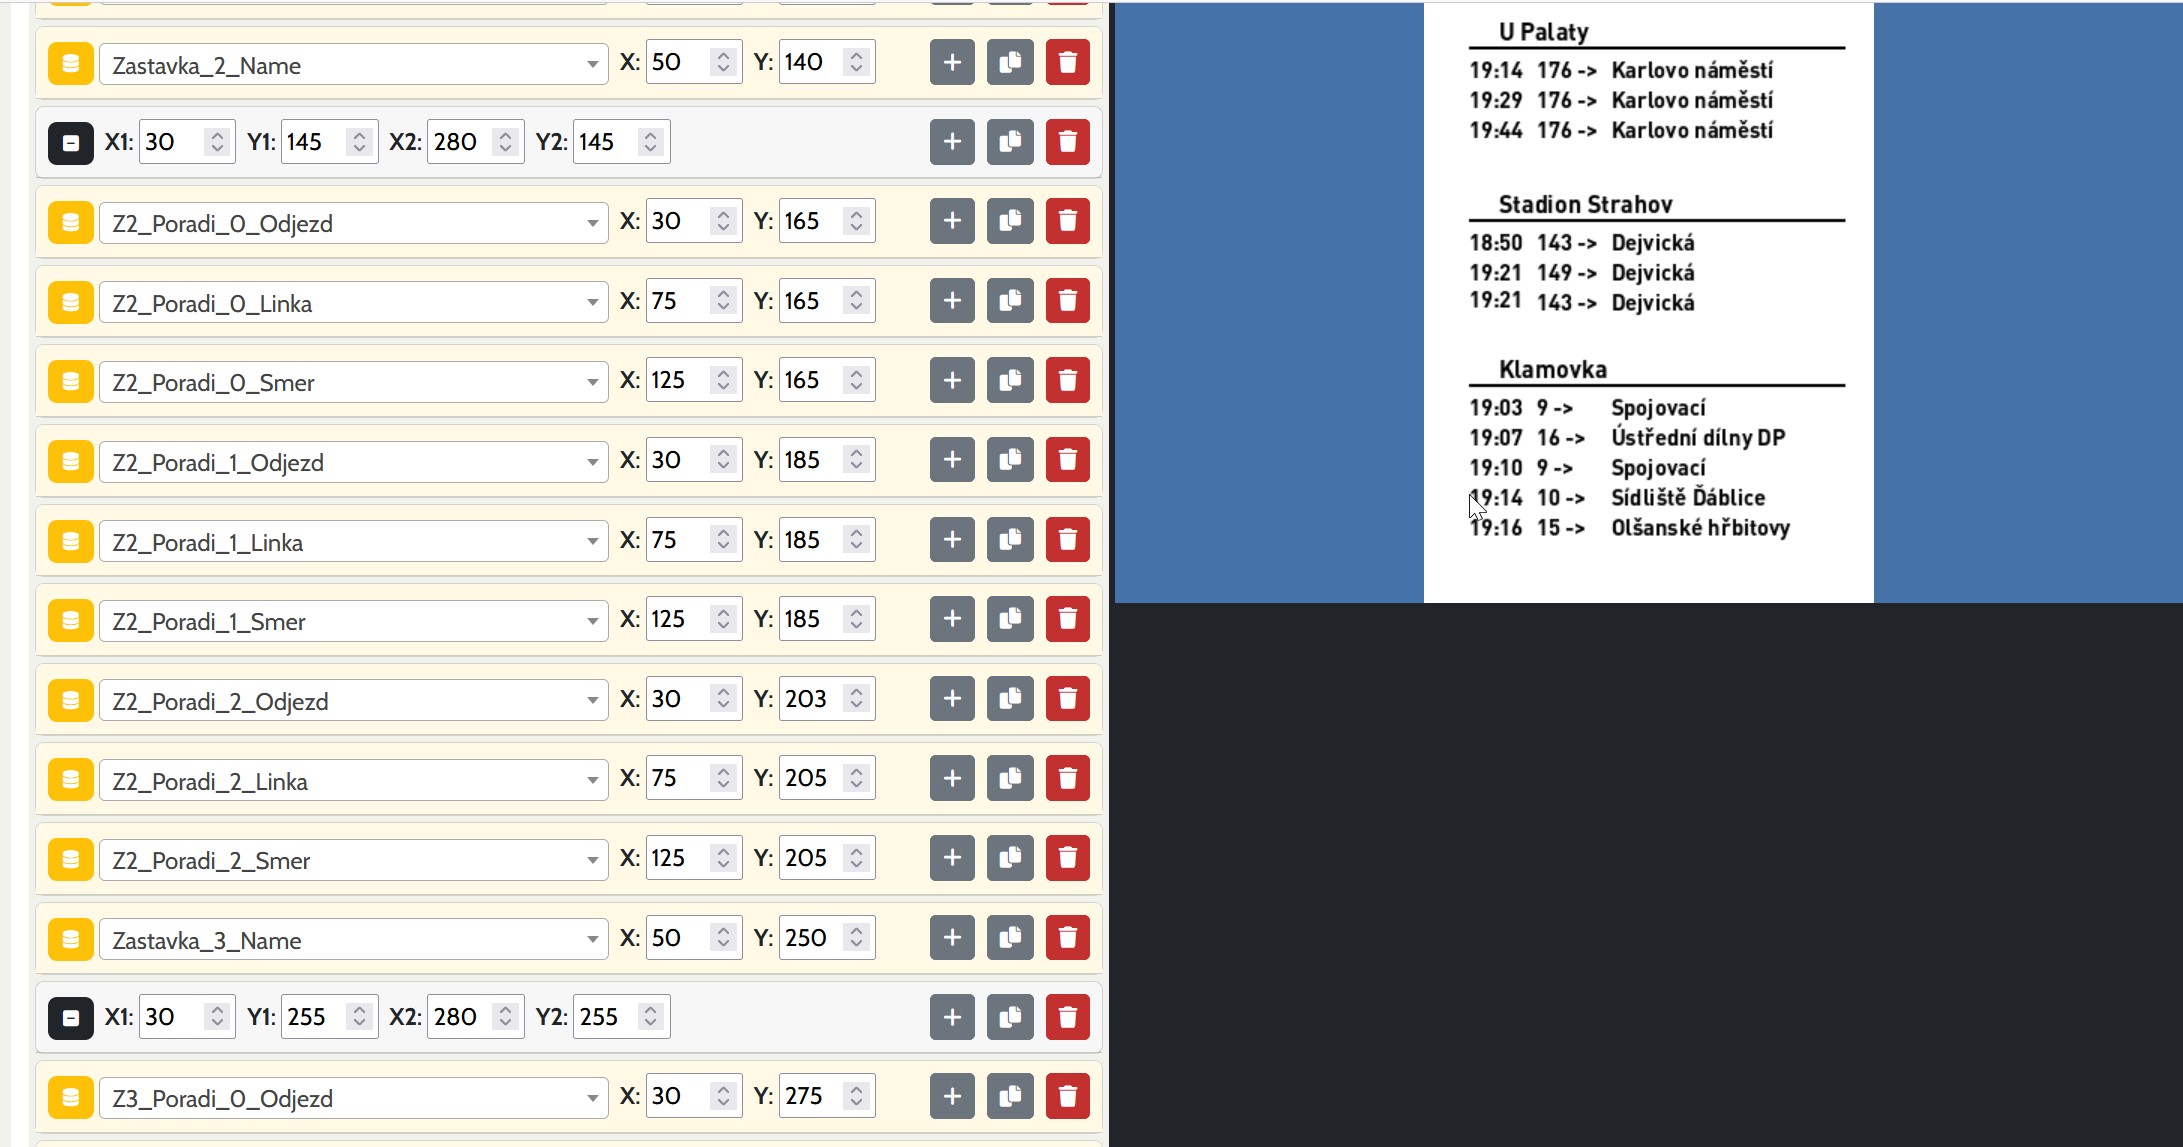 Zastavka_2_Name X: 50 Y: 140
X1: 30 Y1: 145 X2: 280 Y2: 145
Z2_Poradi_0_Odjezd X: 30 Y: 165
Z2_Poradi_0_Linka X: 75 Y: 165
Z2_Poradi_0_Smer X: 125 Y: 165
Z2_Poradi_1_Odjezd X: 30 Y: 185
Z2_Poradi_1_Linka X: 75 Y: 185
Z2_Poradi_1_Smer X: 125 Y: 185
Z2_Poradi_2_Odjezd X: 30 Y: 203
Z2_Poradi_2_Linka X: 75 Y: 205
Z2_Poradi_2_Smer X: 125 Y: 205
Zastavka_3_Name X: 50 Y: 250
X1: 30 Y1: 255 X2: 280 Y2: 255
Z3_Poradi_0_Odjezd X: 30 Y: 275
U Palaty
19:14 176 -> Karlovo náměstí
19:29 176 -> Karlovo náměstí
19:44 176 -> Karlovo náměstí
Stadion Strahov
18:50 143 -> Dejvická
19:21 149 -> Dejvická
19:21 143 -> Dejvická
Klamovka
19:03 9 -> Spojovací
19:07 16 -> Ústřední dílny DP
19:10 9 -> Spojovací
19:14 10 -> Sídliště Ďáblice
19:16 15 -> Olšanské hřbitovy